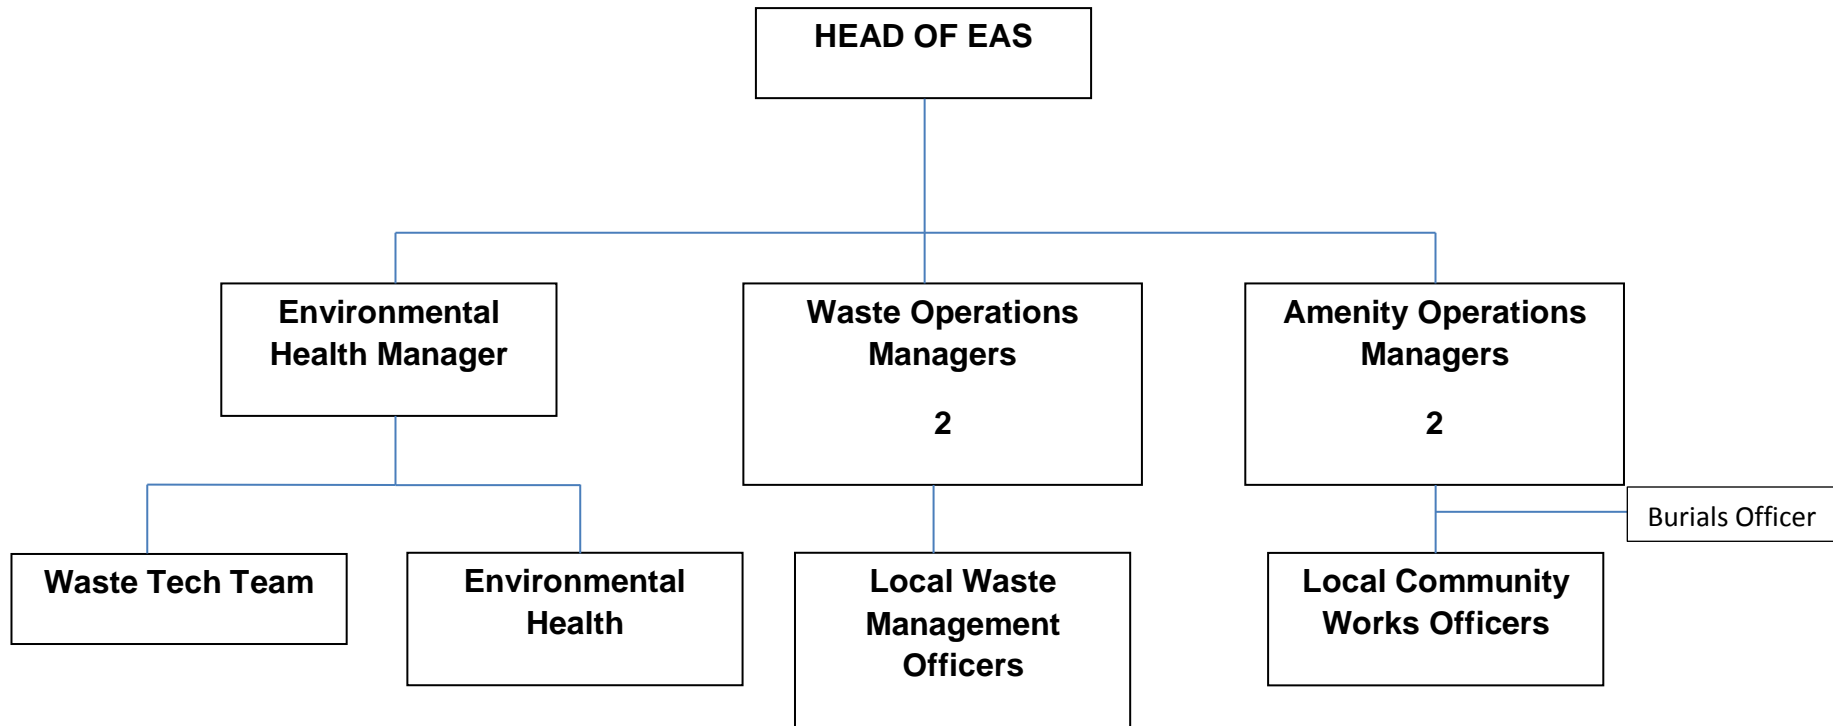 HEAD OF EAS
Environmental
Health Manager
Waste Operations
Managers
2
Amenity Operations
Managers
2
Burials Officer
Waste Tech Team
Environmental
Health
Local Waste
Management
Officers
Local Community
Works Officers